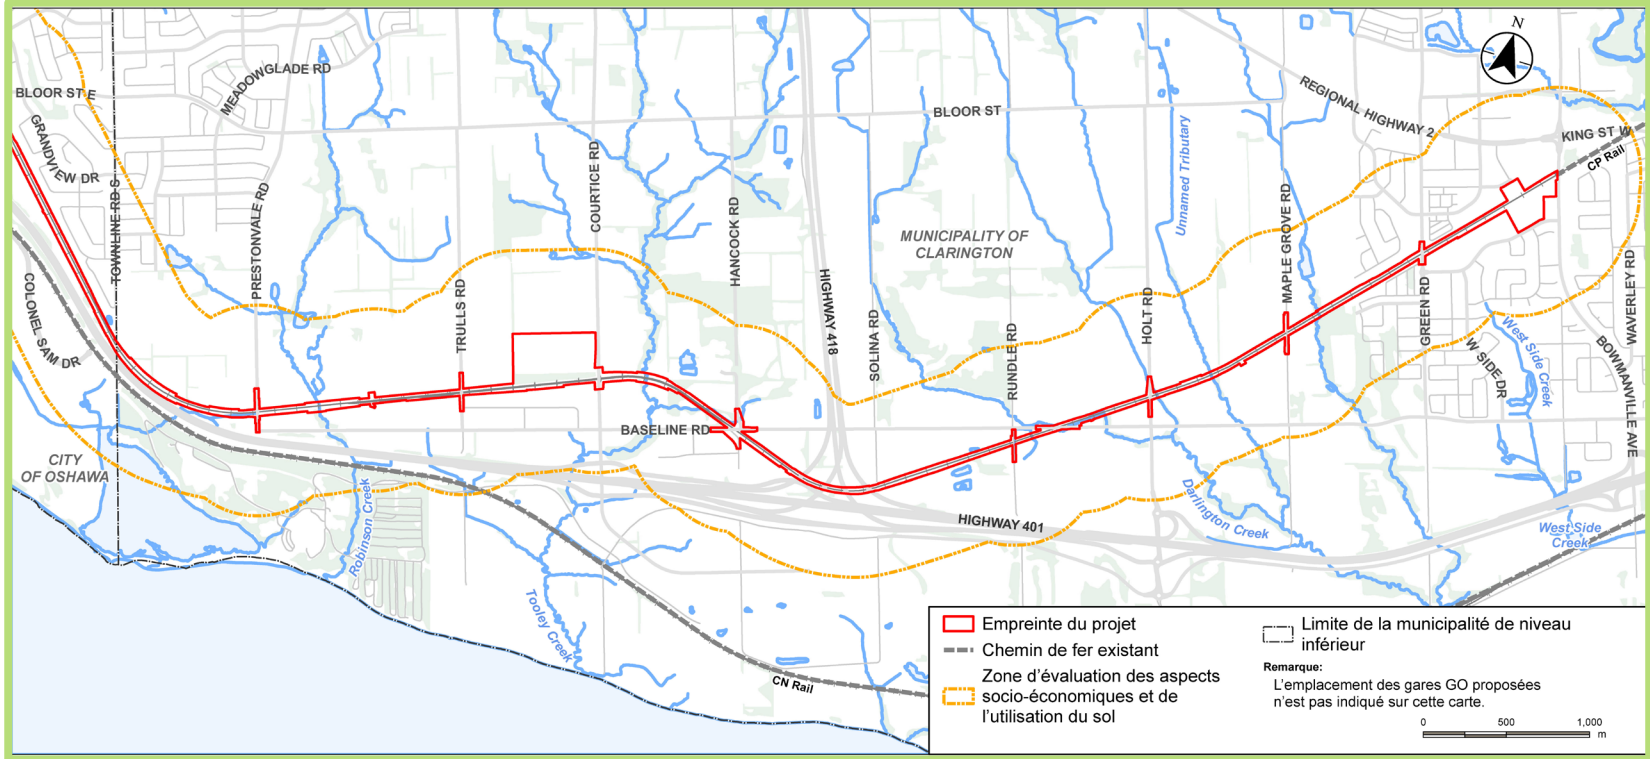 N
BLOOR ST E
MEADOWGLADE RD
GRANDVIEW DR
TOWNLINE RD S
PRESTONVALE RD
COLONEL SAM DR
CITY
OF OSHAWA
TRULLS RD
COURTICE RD
HANCOCK RD
BASELINE RD
HIGHWAY 418
SOLINA RD
BLOOR ST
MUNICIPALITY OF
CLARINGTON
RUNDLE RD
HOLT RD
Unnamed Tributary
MAPLE GROVE RD
REGIONAL HIGHWAY 2
KING ST W
CP Rail
GREEN RD
W SIDE DR
West Side Creek
BOWMANVILLE AVE
WAVERLEY RD
Robinson Creek
Tooley Creek
CN Rail
HIGHWAY 401
Darlington Creek
West Side
Creek
Empreinte du projet
Chemin de fer existant
Zone d'évaluation des aspects
socio-économiques et de
l'utilisation du sol
Limite de la municipalité de niveau
inférieur
Remarque:
L'emplacement des gares GO proposées
n'est pas indiqué sur cette carte.
0 500 1,000
m